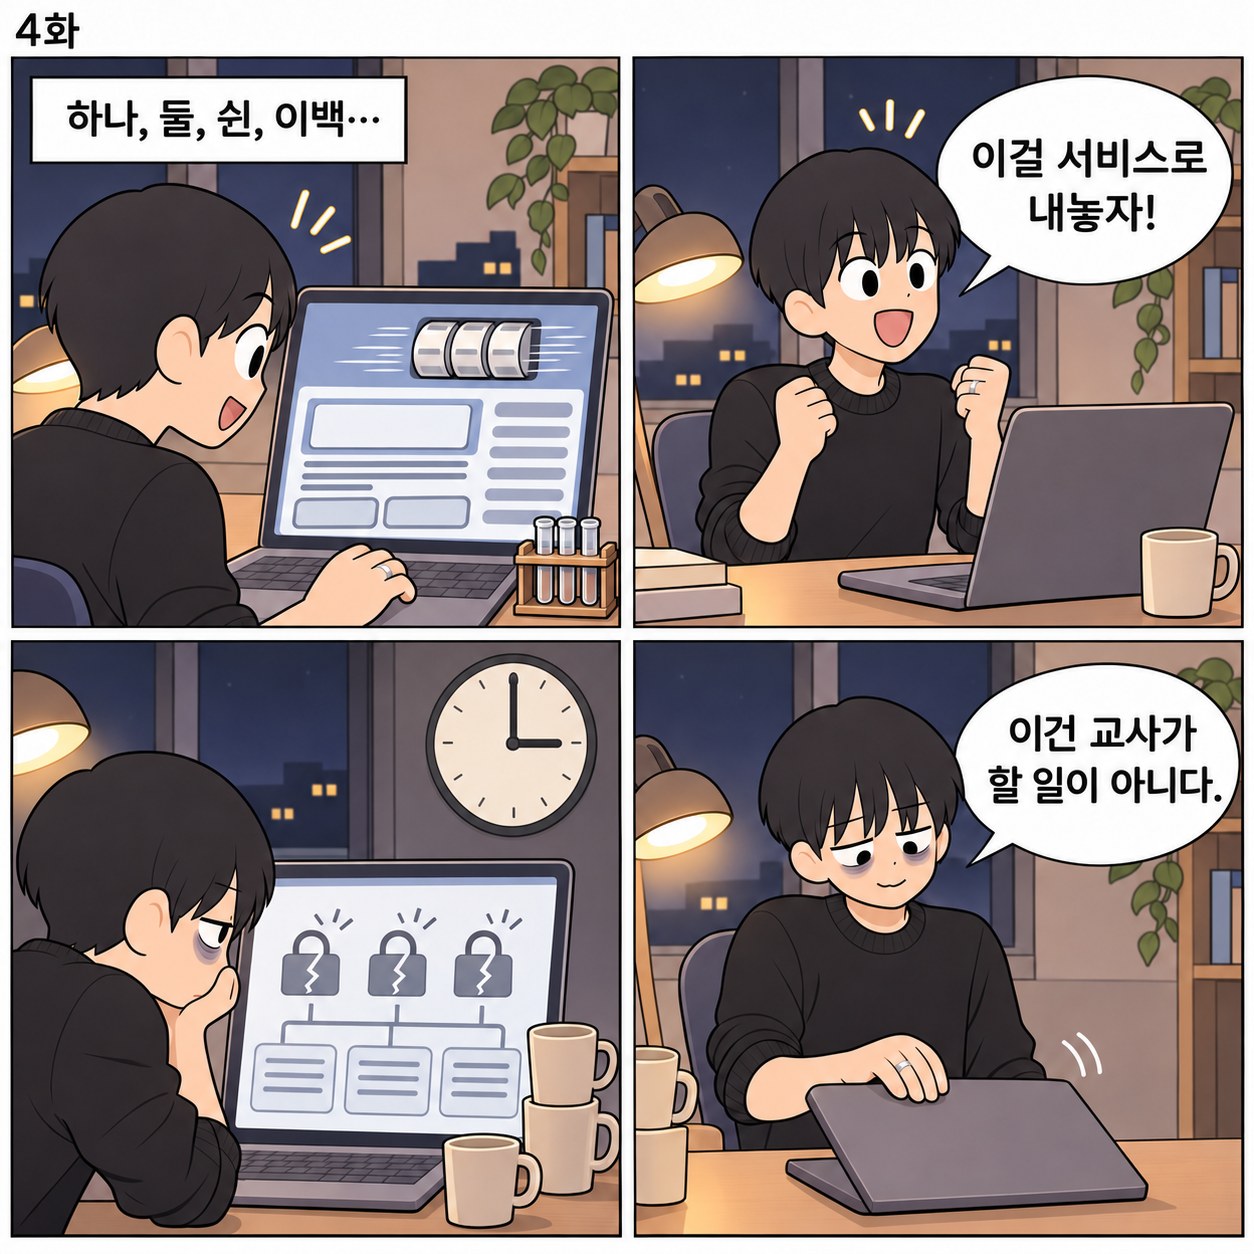 4화
하나, 둘, 쉰, 이백…
이걸 서비스로
내놓자!
이건 교사가
할 일이 아니다.